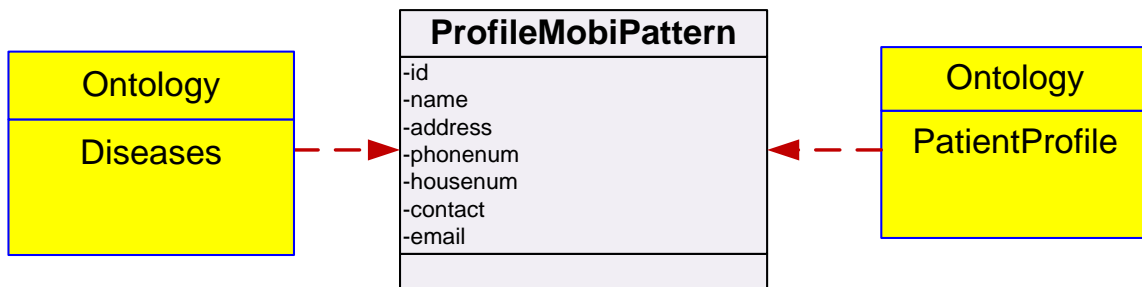 Ontology
Diseases
ProfileMobiPattern
-id
-name
-address
-phonenum
-housenum
-contact
-email
Ontology
PatientProfile